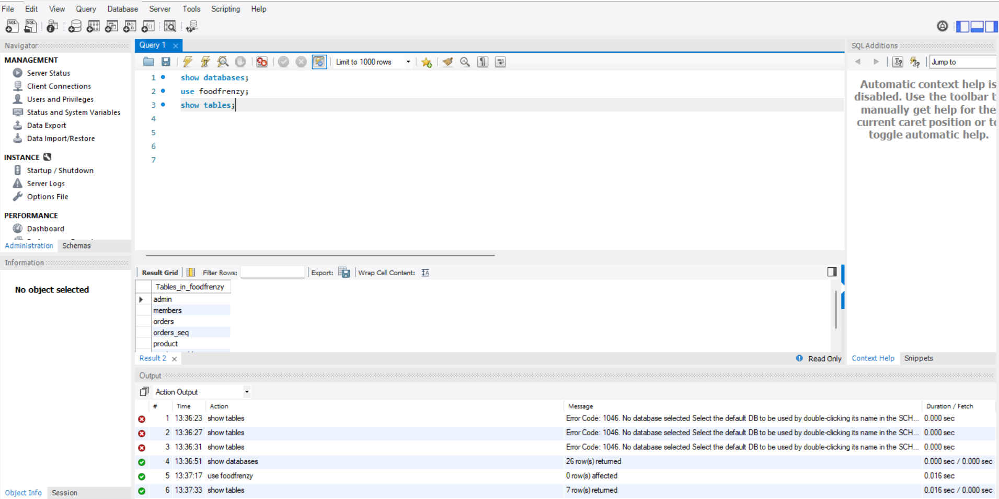 File Edit View Query Database Server Tools Scripting Help
Navigator
MANAGEMENT
Server Status
Client Connections
Users and Privileges
Status and System Variables
Data Export
Data Import/Restore
INSTANCE
Startup / Shutdown
Server Logs
Options File
PERFORMANCE
Dashboard
Administration Schemas
Information
No object selected
Object Info Session
Query 1
Limit to 1000 rows
1 show databases;
2 use foodfrenzy;
3 show tables;
4
5
6
7
Result Grid Filter Rows: Export: Wrap Cell Content:
Tables_in_foodfrenzy
admin
members
orders
orders_seq
product
Result 2 Read Only
SQLAdditions
Jump to
Automatic context help is
disabled. Use the toolbar t
manually get help for the
current caret position or to
toggle automatic help.
Context Help Snippets
Output
Action Output
# Time Action Message Duration / Fetch
1 13:36:23 show tables Error Code: 1046. No database selected Select the default DB to be used by double-clicking its name in the SCH... 0.000 sec
2 13:36:27 show tables Error Code: 1046. No database selected Select the default DB to be used by double-clicking its name in the SCH... 0.000 sec
3 13:36:31 show tables Error Code: 1046. No database selected Select the default DB to be used by double-clicking its name in the SCH... 0.000 sec
4 13:36:51 show databases 26 row(s) returned 0.000 sec / 0.000 sec
5 13:37:17 use foodfrenzy 0 row(s) affected 0.016 sec
6 13:37:33 show tables 7 row(s) returned 0.016 sec / 0.000 sec